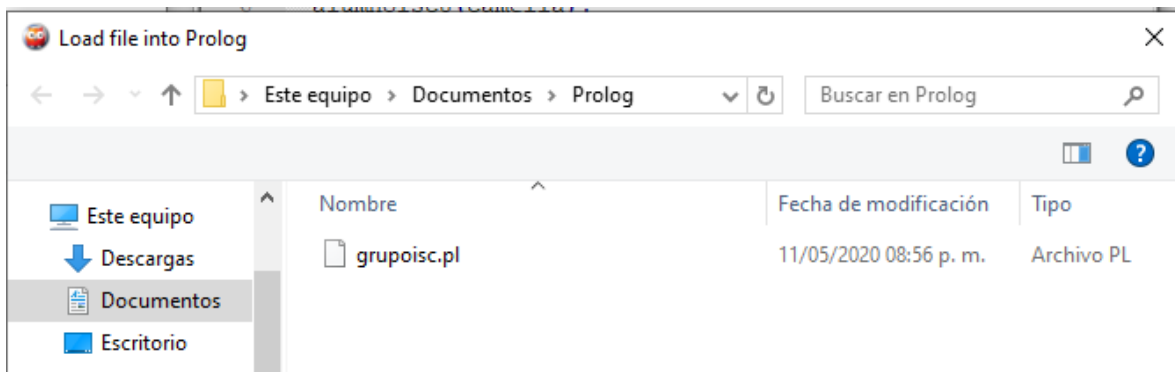 Load file into Prolog
Este equipo > Documentos > Prolog
Buscar en Prolog
Este equipo
Descargas
Documentos
Escritorio
Nombre
Fecha de modificación
Tipo
grupoisc.pl
11/05/2020 08:56 p. m.
Archivo PL